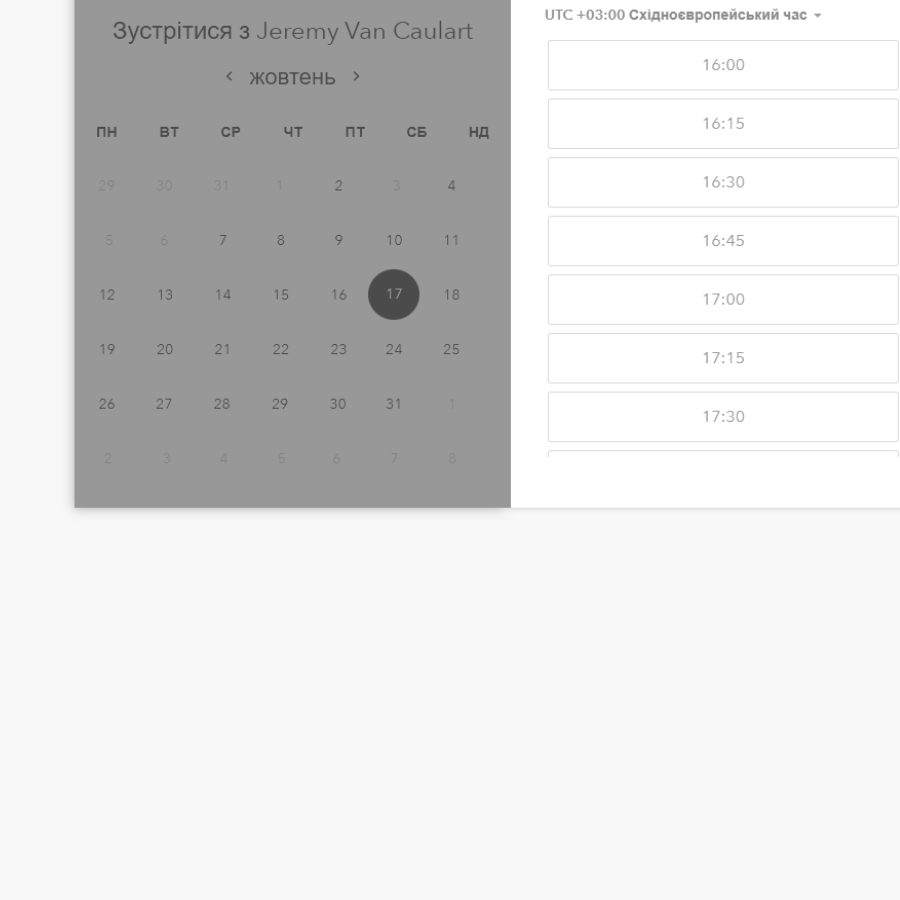 Зустрітися з Jeremy Van Caulart
жовтень
ПН ВТ СР ЧТ ПТ СБ НД
29 30 31 1 2 3 4
5 6 7 8 9 10 11
12 13 14 15 16 17 18
19 20 21 22 23 24 25
26 27 28 29 30 31 1
2 3 4 5 6 7 8
UTC +03:00 Східноєвропейський час
16:00
16:15
16:30
16:45
17:00
17:15
17:30